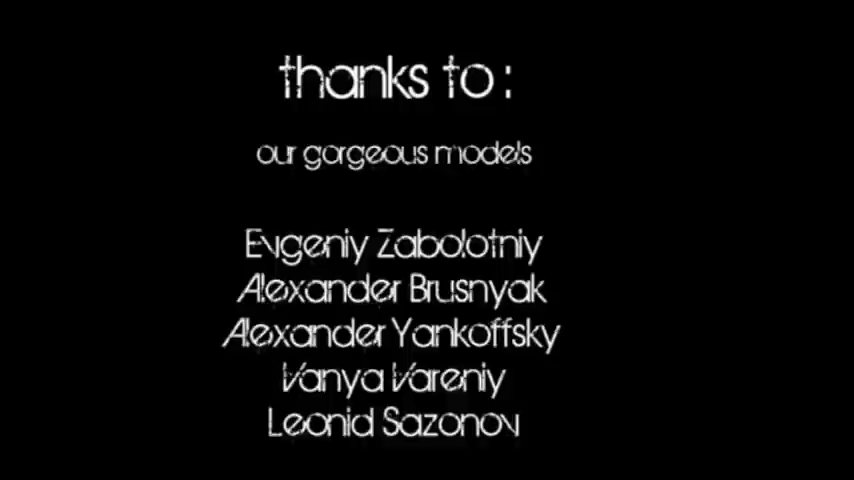 thanks to :
our gorgeous models
Evgeniy Zabolotniy
Alexander Brusnyak
Alexander Yankoffsky
Vanya Vareniy
Leonid Sazonov